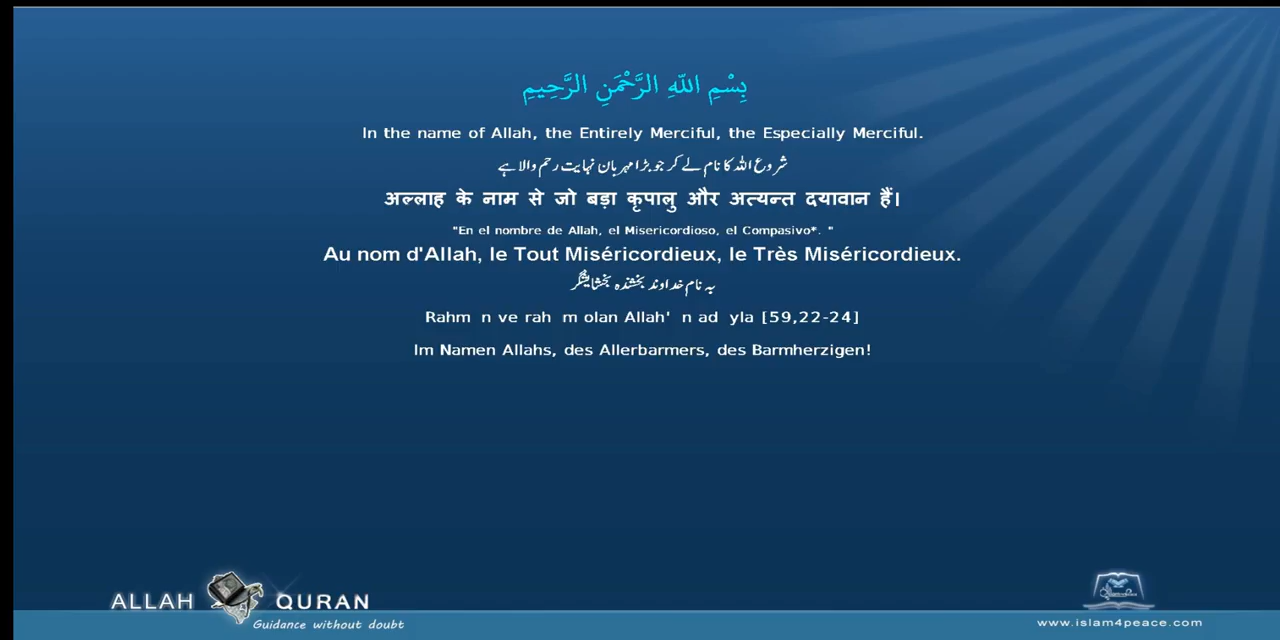 بِسْمِ اللّهِ الرَّحْمَنِ الرَّحِيمِ
In the name of Allah, the Entirely Merciful, the Especially Merciful.
شروع الله کا نام لے کر جو بڑا مہربان نہایت رحم والا ہے
अल्लाह के नाम से जो बड़ा कृपालु और अत्यन्त दयावान हैं।
"En el nombre de Allah, el Misericordioso, el Compasivo*. "
Au nom d'Allah, le Tout Miséricordieux, le Très Miséricordieux.
به نام خداوند بخشنده بخشایشگر
Rahm n ve rah m olan Allah' n ad yla [59,22-24]
Im Namen Allahs, des Allerbarmers, des Barmherzigen!
ALLAH QURAN
Guidance without doubt
www.islam4peace.com